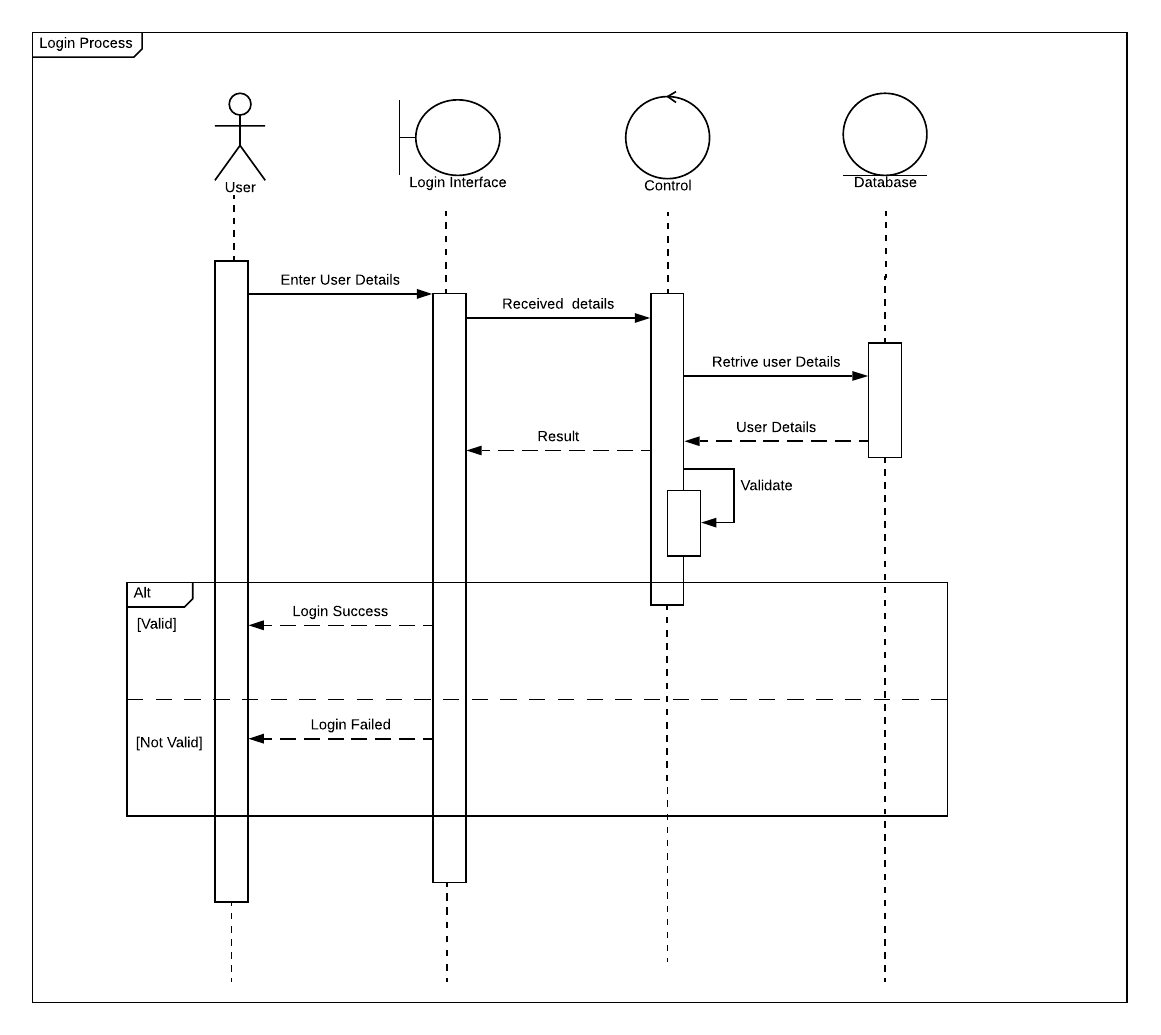 Login Process
User
Login Interface
Control
Database
Enter User Details
Received details
Retrive user Details
User Details
Result
Validate
Alt
Login Success
[Valid]
Login Failed
[Not Valid]